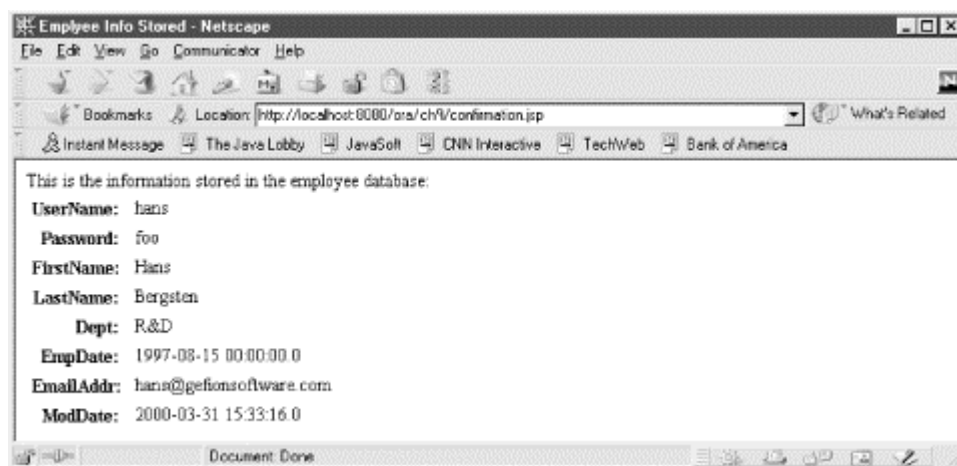 Emplyee Info Stored - Netscape
File Edit View Go Communicator Help
Bookmarks Location: http://localhost:8080/ora/ch9/confirmation.jsp What's Related
Instant Message The Java Lobby JavaSoft CNN Interactive TechWeb Bank of America
This is the information stored in the employee database:
UserName: hans
Password: foo
FirstName: Hans
LastName: Bergsten
Dept: R&D
EmpDate: 1997-08-15 00:00:00.0
EmailAddr: hans@gefionsoftware.com
ModDate: 2000-03-31 15:33:16.0
Document: Done